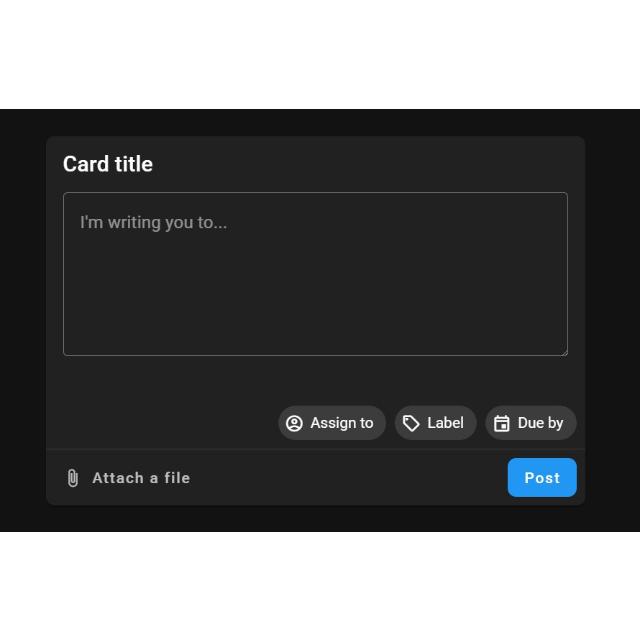 Card title
I'm writing you to...
Assign to Label Due by
Attach a file Post